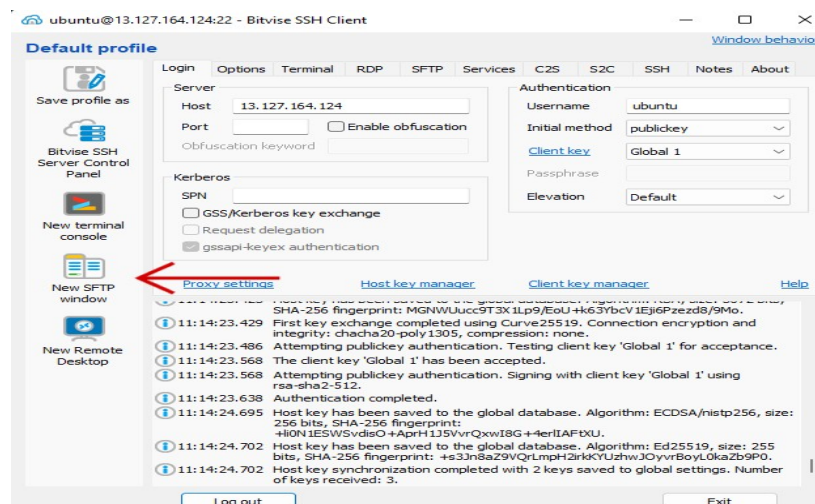 ubuntu@13.127.164.124:22 - Bitvise SSH Client
Default profile
Window behavio
Save profile as
Bitvise SSH
Server Control
Panel
New terminal
console
New SFTP
window
New Remote
Desktop
Login Options Terminal RDP SFTP Services C2S S2C SSH Notes About
Server
Host 13.127.164.124
Port Enable obfuscation
Obfuscation keyword
Kerberos
SPN
GSS/Kerberos key exchange
Request delegation
gssapi-keyex authentication
Authentication
Username ubuntu
Initial method publickey
Client key Global 1
Passphrase
Elevation Default
Proxy settings Host key manager Client key manager Help
SHA-256 fingerprint: MGNWUucc9T3X1Lp9/EoU+k63YbcV1Eji6Pzezd8/9Mo.
11:14:23.429 First key exchange completed using Curve25519. Connection encryption and
integrity: chacha20-poly1305, compression: none.
11:14:23.486 Attempting publickey authentication. Testing client key 'Global 1' for acceptance.
11:14:23.568 The client key 'Global 1' has been accepted.
11:14:23.568 Attempting publickey authentication. Signing with client key 'Global 1' using
rsa-sha2-512.
11:14:23.638 Authentication completed.
11:14:24.695 Host key has been saved to the global database. Algorithm: ECDSA/nistp256, size:
256 bits, SHA-256 fingerprint:
+Hi0N1ESWSvdisO+AprH1J5VvrQxwI8G+4erlIAFtXU.
11:14:24.702 Host key has been saved to the global database. Algorithm: Ed25519, size: 255
bits, SHA-256 fingerprint: +s3Jn8aZ9VQrLmpH2irkKYUzhwJOyvrBoyL0kaZb9P0.
11:14:24.702 Host key synchronization completed with 2 keys saved to global settings. Number
of keys received: 3.
Log out Exit